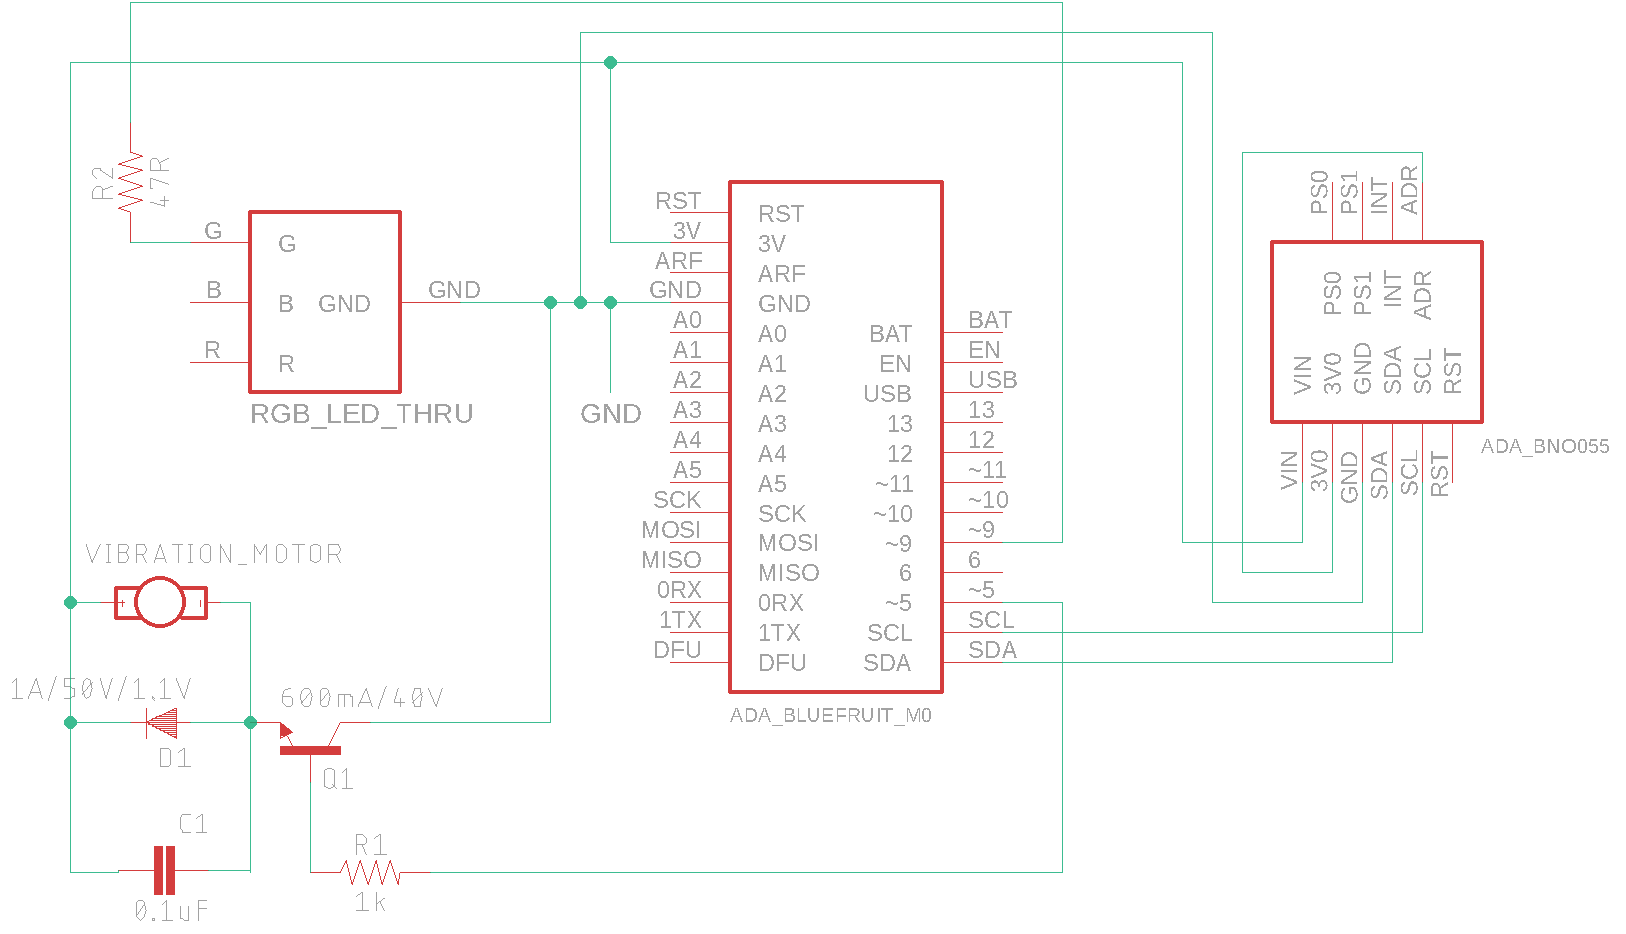 R2
47R
G
B
R
G
B
R
GND
GND
RGB_LED_THRU
GND
RST
3V
ARF
GND
A0
A1
A2
A3
A4
A5
SCK
MOSI
MISO
0RX
1TX
DFU
RST
3V
ARF
GND
A0
A1
A2
A3
A4
A5
SCK
MOSI
MISO
0RX
1TX
DFU
BAT
EN
USB
13
12
~11
~10
~9
6
~5
SCL
SDA
BAT
EN
USB
13
12
~11
~10
~9
6
~5
SCL
SDA
ADA_BLUEFRUIT_M0
PS0
PS1
INT
ADR
PS0
PS1
INT
ADR
VIN
3V0
GND
SDA
SCL
RST
VIN
3V0
GND
SDA
SCL
RST
ADA_BNO055
VIBRATION_MOTOR
+
-
1A/50V/1.1V
D1
600mA/40V
Q1
C1
0.1uF
R1
1k